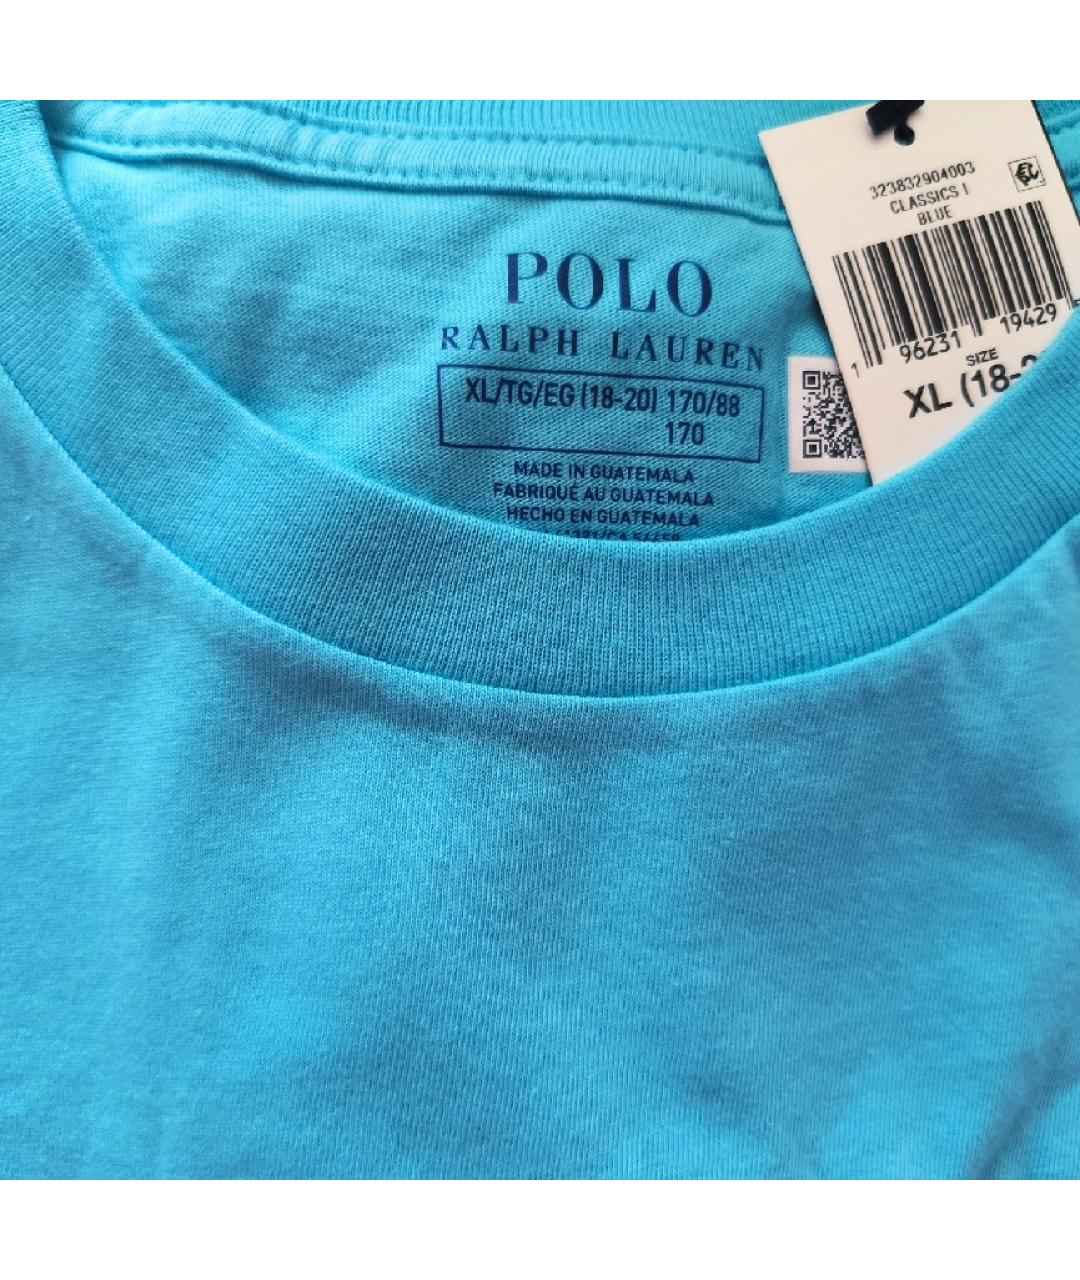 323832904003
CLASSICS I
BLUE
1 96231 19429
SIZE
XL (18-
POLO
RALPH LAUREN
XL/TG/EG (18-20) 170/88
170
MADE IN GUATEMALA
FABRIQUÉ AU GUATEMALA
HECHO EN GUATEMALA